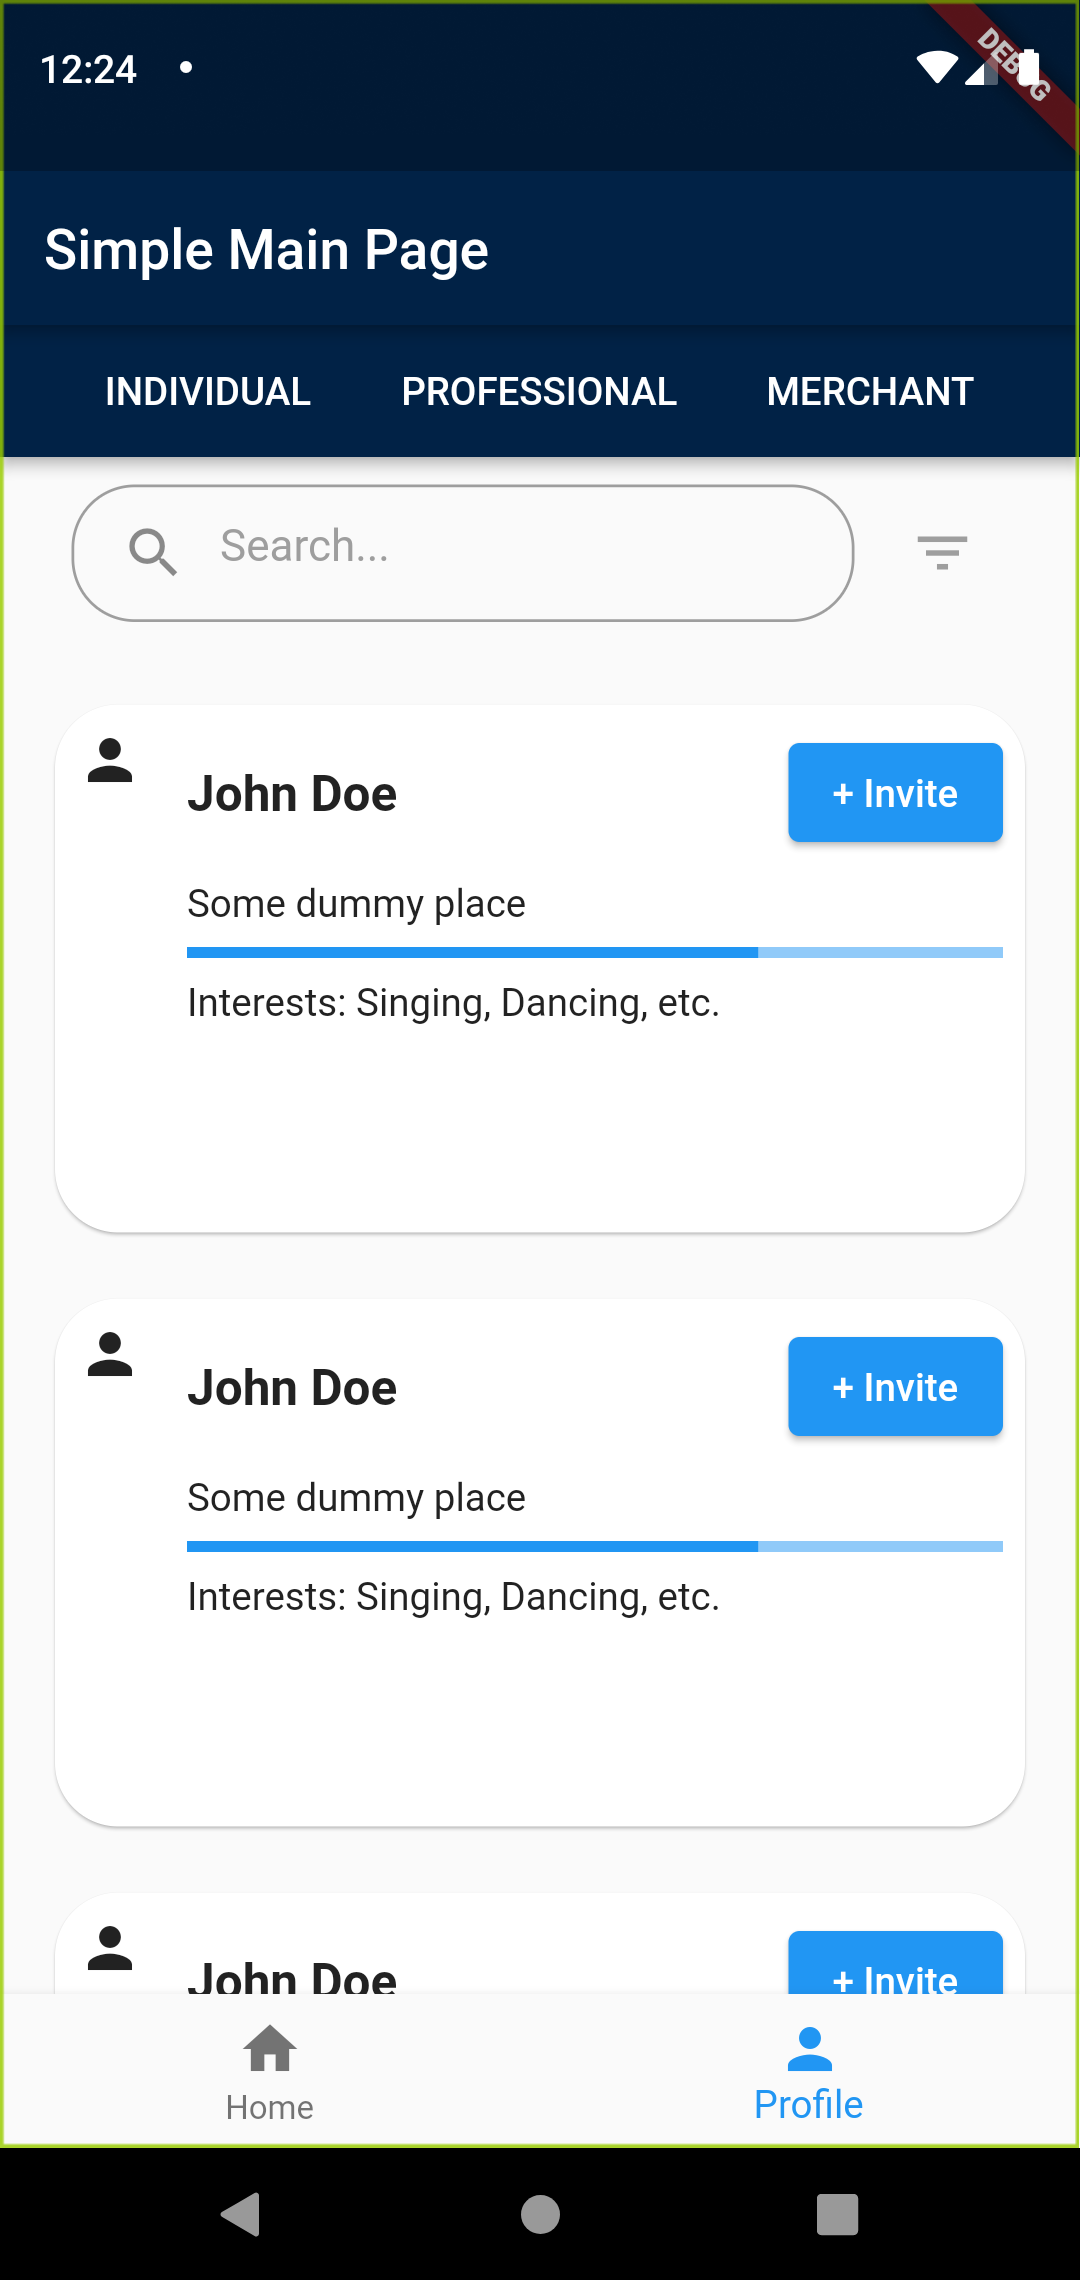 12:24
DEBUG
Simple Main Page
INDIVIDUAL PROFESSIONAL MERCHANT
Search...
John Doe + Invite
Some dummy place
Interests: Singing, Dancing, etc.
John Doe + Invite
Some dummy place
Interests: Singing, Dancing, etc.
John Doe + Invite
Home Profile